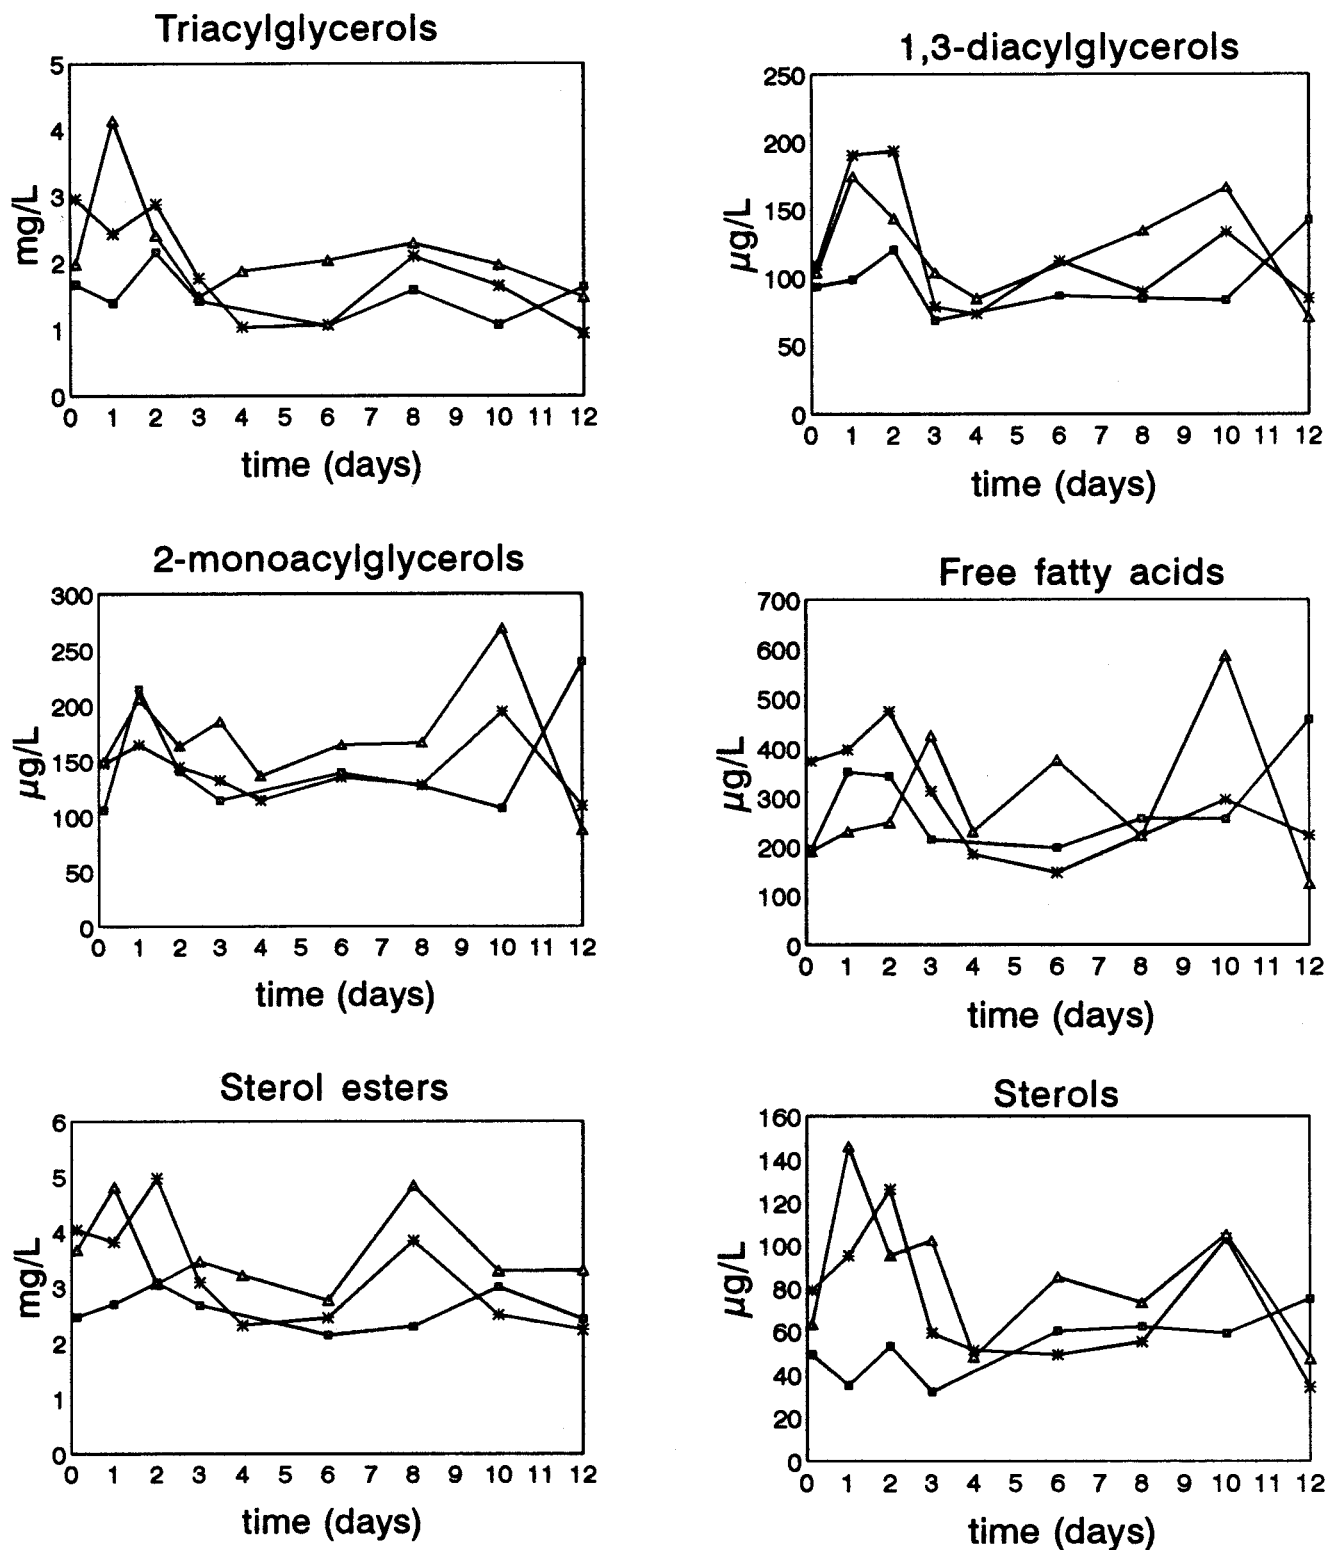 Triacylglycerols
5
4
3
2
1
0
mg/L
0 1 2 3 4 5 6 7 8 9 10 11 12
time (days)
1,3-diacylglycerols
250
200
150
100
50
0
µg/L
0 1 2 3 4 5 6 7 8 9 10 11 12
time (days)
2-monoacylglycerols
300
250
200
150
100
50
0
µg/L
0 1 2 3 4 5 6 7 8 9 10 11 12
time (days)
Free fatty acids
700
600
500
400
300
200
100
0
µg/L
0 1 2 3 4 5 6 7 8 9 10 11 12
time (days)
Sterol esters
6
5
4
3
2
1
0
mg/L
0 1 2 3 4 5 6 7 8 9 10 11 12
time (days)
Sterols
160
140
120
100
80
60
40
20
0
µg/L
0 1 2 3 4 5 6 7 8 9 10 11 12
time (days)